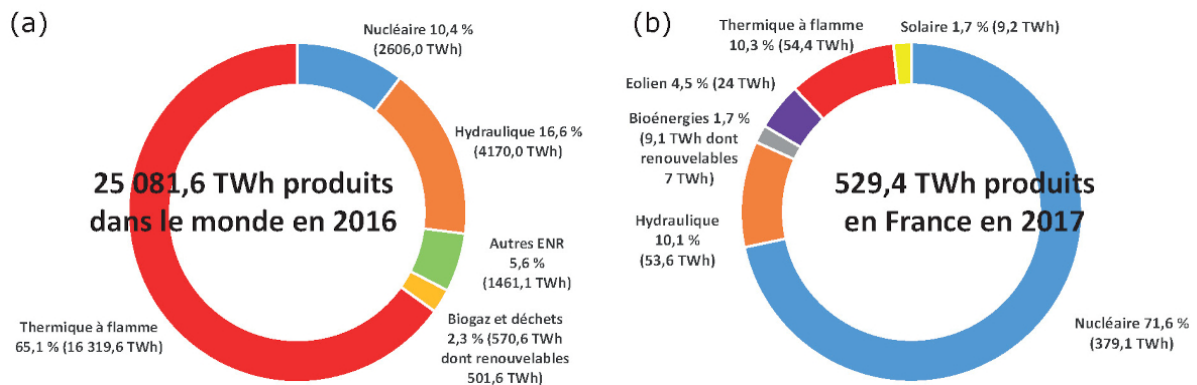 (a)
Nucléaire 10,4 %
(2606,0 TWh)
Hydraulique 16,6 %
(4170,0 TWh)
25 081,6 TWh produits
dans le monde en 2016
Autres ENR
5,6 %
(1461,1 TWh)
Thermique à flamme
65,1 % (16 319,6 TWh)
Biogaz et déchets
2,3 % (570,6 TWh
dont renouvelables
501,6 TWh)
(b)
Thermique à flamme
10,3 % (54,4 TWh)
Solaire 1,7 % (9,2 TWh)
Eolien 4,5 % (24 TWh)
Bioénergies 1,7 %
(9,1 TWh dont
renouvelables
7 TWh)
529,4 TWh produits
en France en 2017
Hydraulique
10,1 %
(53,6 TWh)
Nucléaire 71,6 %
(379,1 TWh)